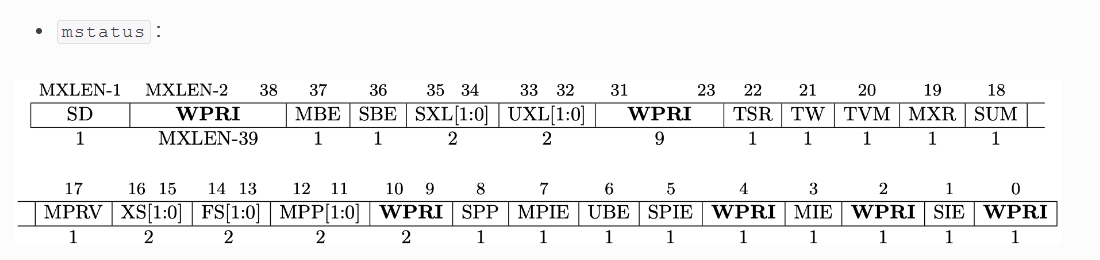 • mstatus :
MXLEN-1 MXLEN-2 38 37 36 35 34 33 32 31 23 22 21 20 19 18
SD WPRI MBE SBE SXL[1:0] UXL[1:0] WPRI TSR TW TVM MXR SUM
1 MXLEN-39 1 1 2 2 9 1 1 1 1 1
17 16 15 14 13 12 11 10 9 8 7 6 5 4 3 2 1 0
MPRV XS[1:0] FS[1:0] MPP[1:0] WPRI SPP MPIE UBE SPIE WPRI MIE WPRI SIE WPRI
1 2 2 2 2 1 1 1 1 1 1 1 1 1